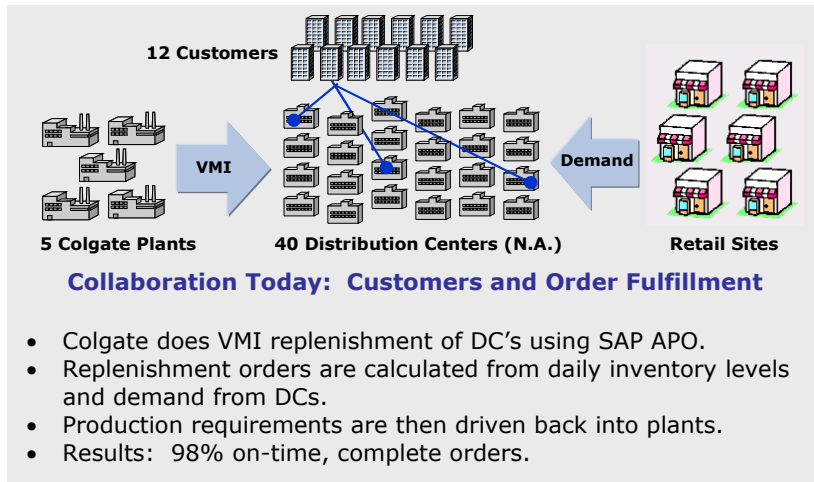 12 Customers
VMI
Demand
5 Colgate Plants
40 Distribution Centers (N.A.)
Retail Sites
Collaboration Today:  Customers and Order Fulfillment
• Colgate does VMI replenishment of DC's using SAP APO.
• Replenishment orders are calculated from daily inventory levels
and demand from DCs.
• Production requirements are then driven back into plants.
• Results:  98% on-time, complete orders.